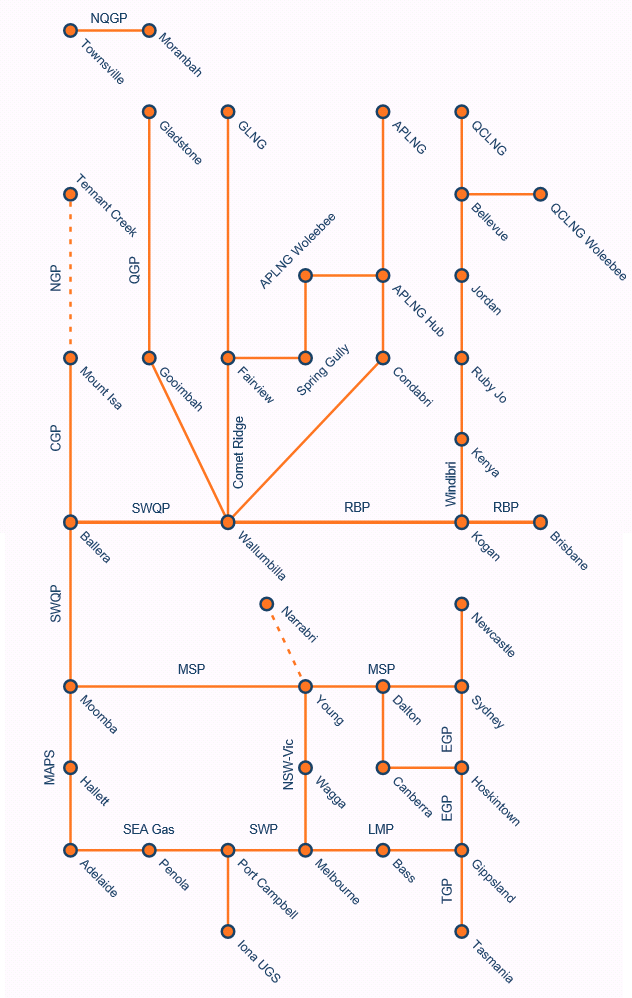 NQGP
Townsville
Moranbah
Gladstone
GLNG
APLNG
QCLNG
Tennant Creek
Bellevue
QCLNG Woleebee
NGP
QGP
APLNG Woleebee
APLNG Hub
Jordan
Mount Isa
Gooimbah
Fairview
Spring Gully
Condabri
Ruby Jo
CGP
Comet Ridge
Kenya
Windibri
SWQP
RBP
RBP
Ballera
Wallumbilla
Kogan
Brisbane
SWQP
Narrabri
Newcastle
MSP
MSP
Moomba
Young
Dalton
Sydney
EGP
MAPS
Hallett
NSW-Vic
Wagga
Canberra
Hoskintown
EGP
SEA Gas
SWP
LMP
Adelaide
Penola
Port Campbell
Melbourne
Bass
Gippsland
TGP
Iona UGS
Tasmania